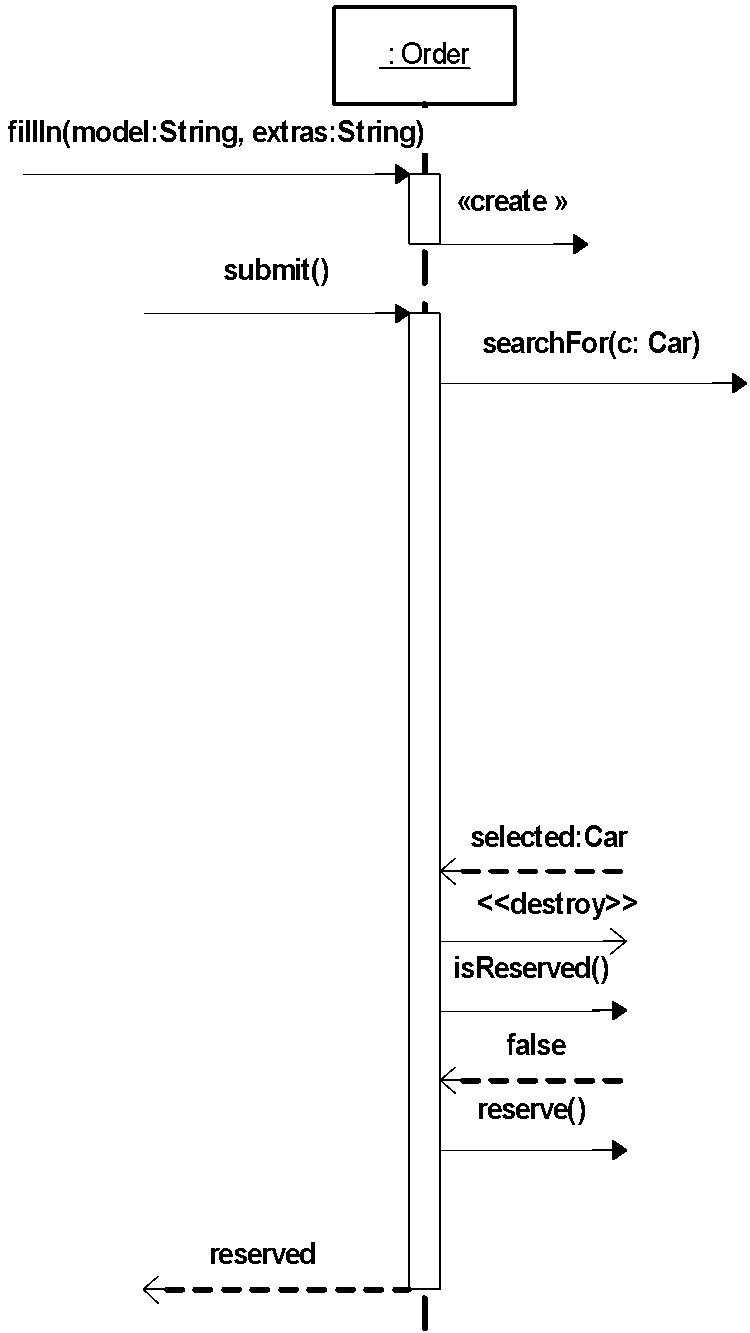 : Order
fillIn(model:String, extras:String)
«create »
submit()
searchFor(c: Car)
selected:Car
<<destroy>>
isReserved()
false
reserve()
reserved